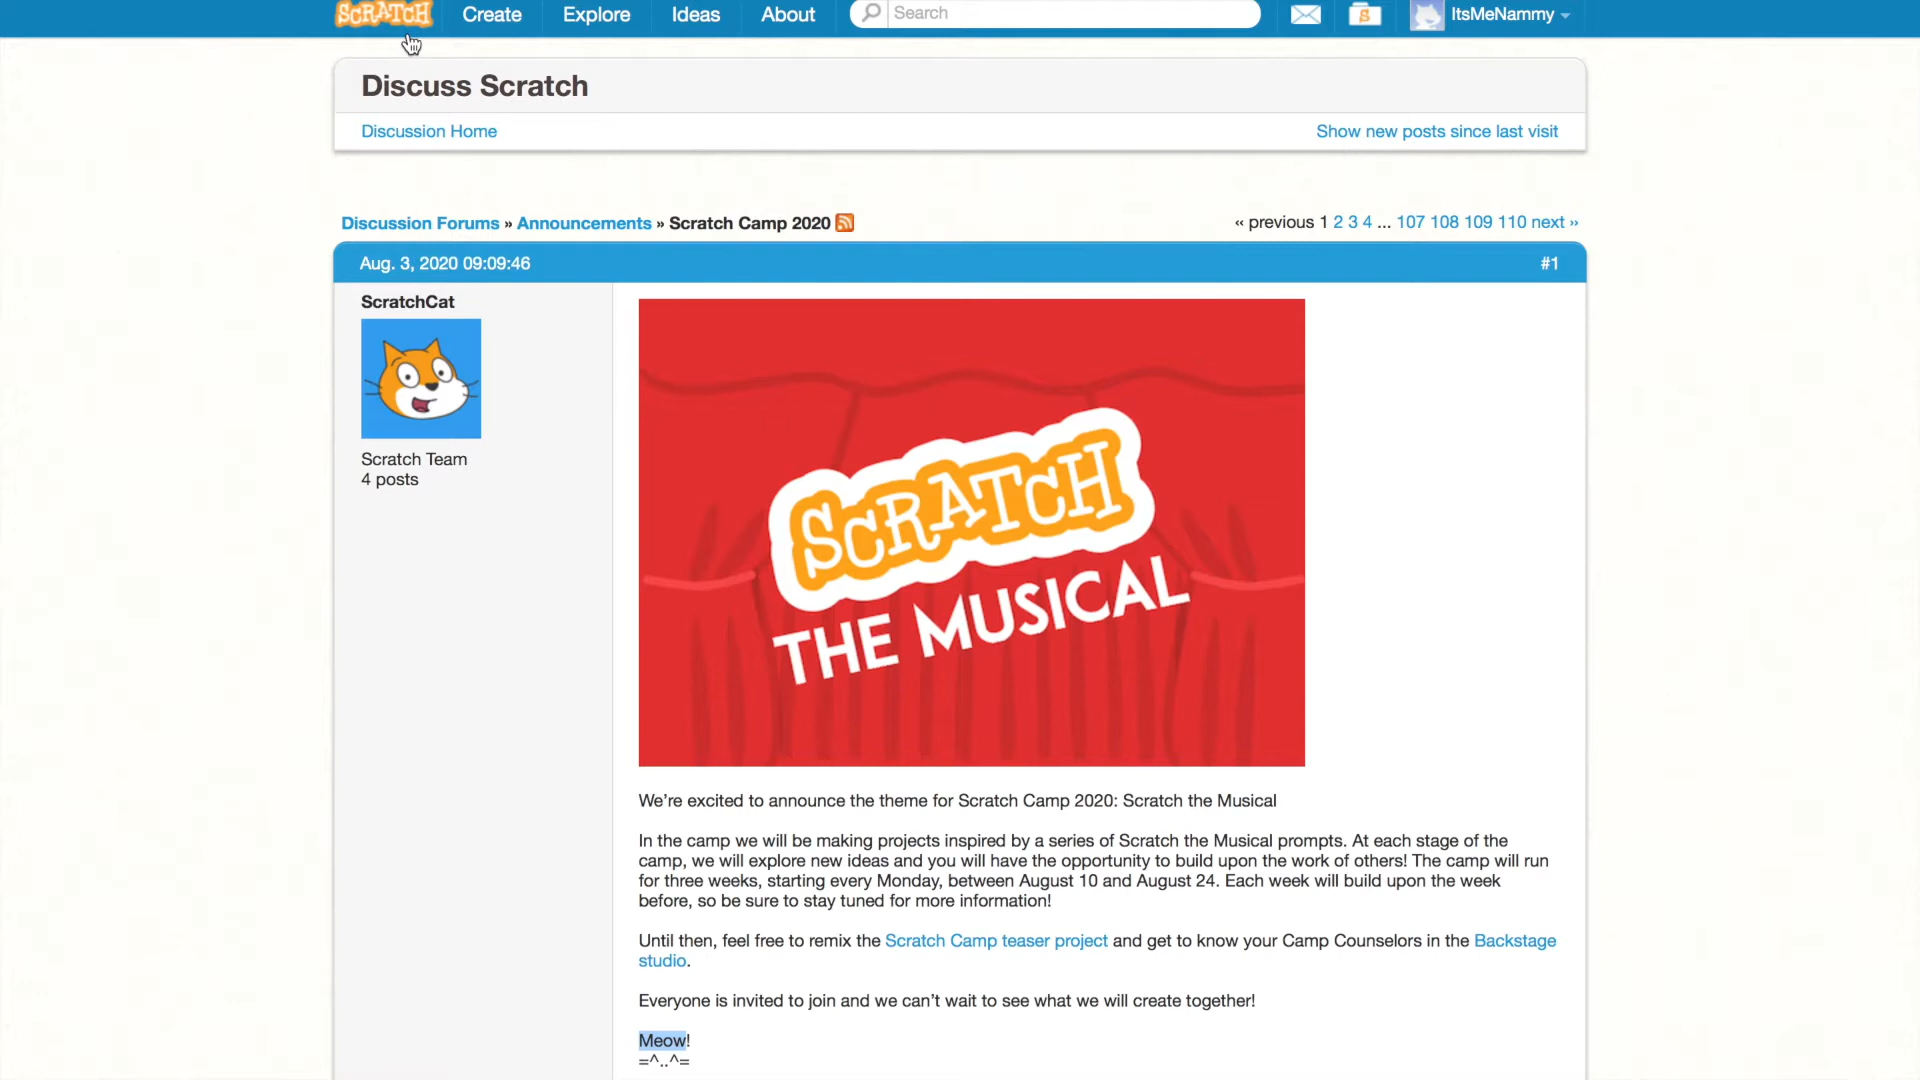 SCRATCH Create Explore Ideas About Search ItsMeNammy
Discuss Scratch
Discussion Home Show new posts since last visit
Discussion Forums » Announcements » Scratch Camp 2020 ‹‹ previous 1 2 3 4 ... 107 108 109 110 next ››
Aug. 3, 2020 09:09:46 #1
ScratchCat
Scratch Team
4 posts
SCRATCH
THE MUSICAL
We’re excited to announce the theme for Scratch Camp 2020: Scratch the Musical
In the camp we will be making projects inspired by a series of Scratch the Musical prompts. At each stage of the
camp, we will explore new ideas and you will have the opportunity to build upon the work of others! The camp will run
for three weeks, starting every Monday, between August 10 and August 24. Each week will build upon the week
before, so be sure to stay tuned for more information!
Until then, feel free to remix the Scratch Camp teaser project and get to know your Camp Counselors in the Backstage
studio.
Everyone is invited to join and we can’t wait to see what we will create together!
Meow!
=^..^=